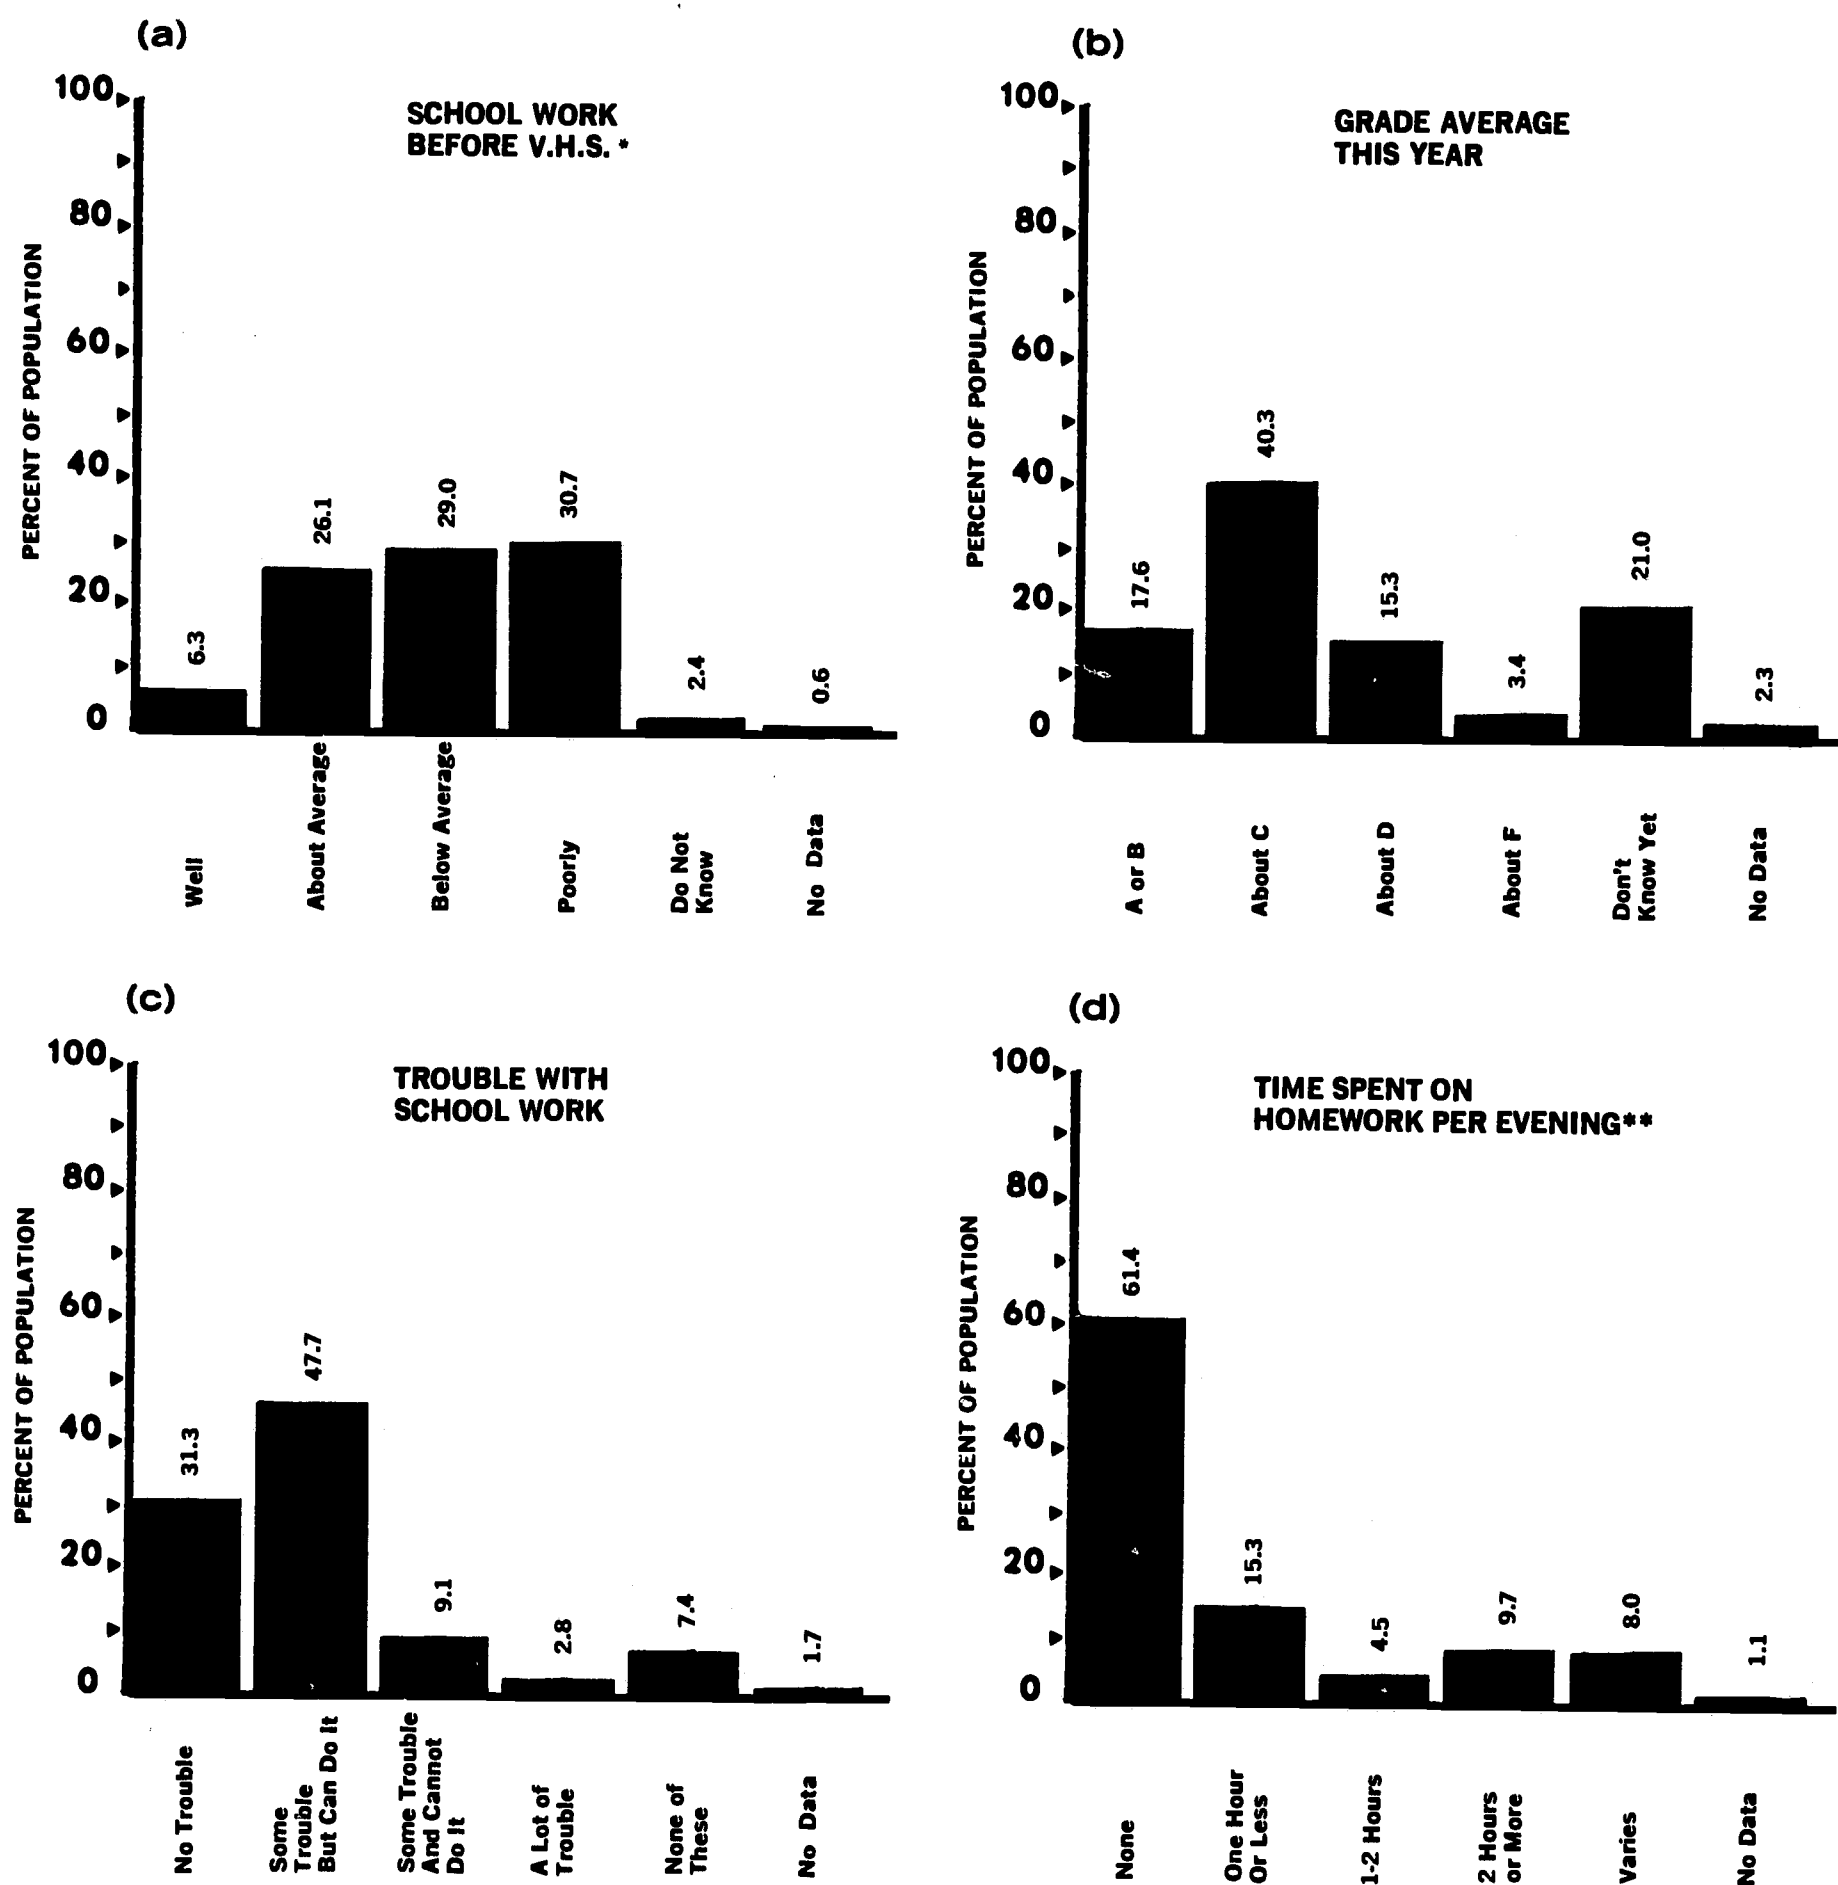 (a)
SCHOOL WORK
BEFORE V.H.S. *
PERCENT OF POPULATION
100
80
60
40
20
0
6.3
26.1
29.0
30.7
2.4
0.6
Well
About Average
Below Average
Poorly
Do Not
Know
No Data
(b)
GRADE AVERAGE
THIS YEAR
PERCENT OF POPULATION
100
80
60
40
20
0
17.6
40.3
15.3
3.4
21.0
2.3
A or B
About C
About D
About F
Don't
Know Yet
No Data
(c)
TROUBLE WITH
SCHOOL WORK
PERCENT OF POPULATION
100
80
60
40
20
0
31.3
47.7
9.1
2.8
7.4
1.7
No Trouble
Some
Trouble
But Can Do It
Some Trouble
And Cannot
Do It
A Lot of
Trouble
None of
These
No Data
(d)
TIME SPENT ON
HOMEWORK PER EVENING**
PERCENT OF POPULATION
100
80
60
40
20
0
61.4
15.3
4.5
9.7
8.0
1.1
None
One Hour
Or Less
1-2 Hours
2 Hours
or More
Varies
No Data